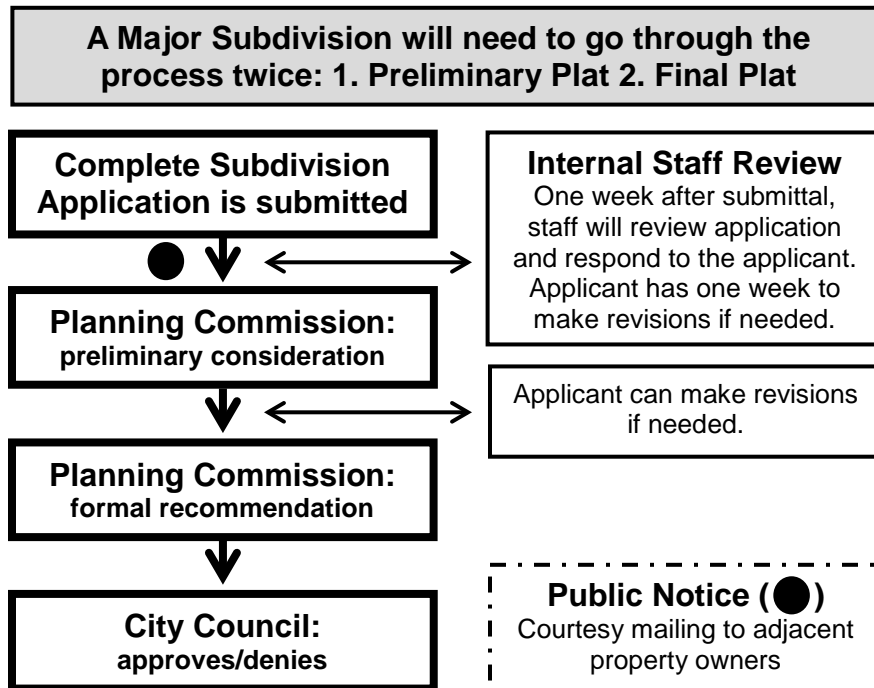 A Major Subdivision will need to go through the
process twice: 1. Preliminary Plat 2. Final Plat
Complete Subdivision
Application is submitted
Internal Staff Review
One week after submittal,
staff will review application
and respond to the applicant.
Applicant has one week to
make revisions if needed.
Planning Commission:
preliminary consideration
Applicant can make revisions
if needed.
Planning Commission:
formal recommendation
City Council:
approves/denies
Public Notice (●)
Courtesy mailing to adjacent
property owners